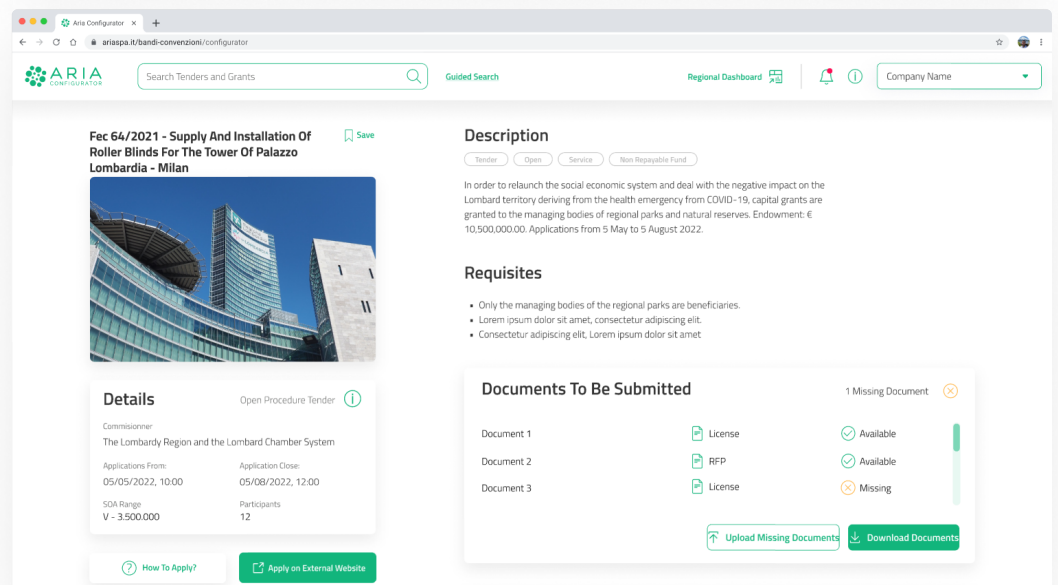 Aria Configurator
ariaspa.it/bandi-convenzioni/configurator
ARIA
CONFIGURATOR
Search Tenders and Grants
Guided Search
Regional Dashboard
Company Name
Fec 64/2021 - Supply And Installation Of
Roller Blinds For The Tower Of Palazzo
Lombardia - Milan
Save
Details
Open Procedure Tender
Commisionner
The Lombardy Region and the Lombard Chamber System
Applications From:
Application Close:
05/05/2022, 10:00
05/08/2022, 12:00
SOA Range
Participants
V - 3.500.000
12
How To Apply?
Apply on External Website
Description
Tender
Open
Service
Non Repayable Fund
In order to relaunch the social economic system and deal with the negative impact on the
Lombard territory deriving from the health emergency from COVID-19, capital grants are
granted to the managing bodies of regional parks and natural reserves. Endowment: €
10,500,000.00. Applications from 5 May to 5 August 2022.
Requisites
• Only the managing bodies of the regional parks are beneficiaries.
• Lorem ipsum dolor sit amet, consectetur adipiscing elit.
• Consectetur adipiscing elit, Lorem ipsum dolor sit amet
Documents To Be Submitted
1 Missing Document
Document 1
License
Available
Document 2
RFP
Available
Document 3
License
Missing
Upload Missing Documents
Download Documents